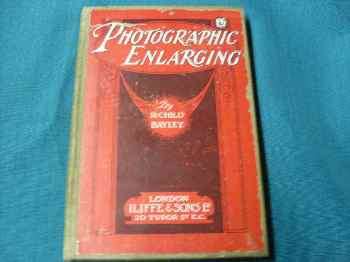 PHOTOGRAPHIC
ENLARGING
By
R. CHILD
BAYLEY
LONDON
ILIFFE & SONS LD
20 TUDOR ST E.C.